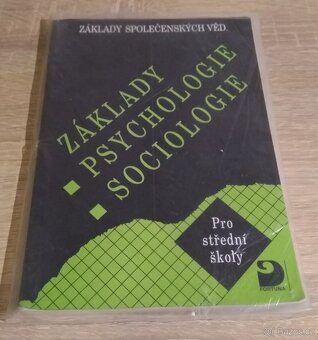 ZÁKLADY SPOLEČENSKÝCH VĚD
ZÁKLADY
PSYCHOLOGIE
SOCIOLOGIE
Pro
střední
školy
FORTUNA